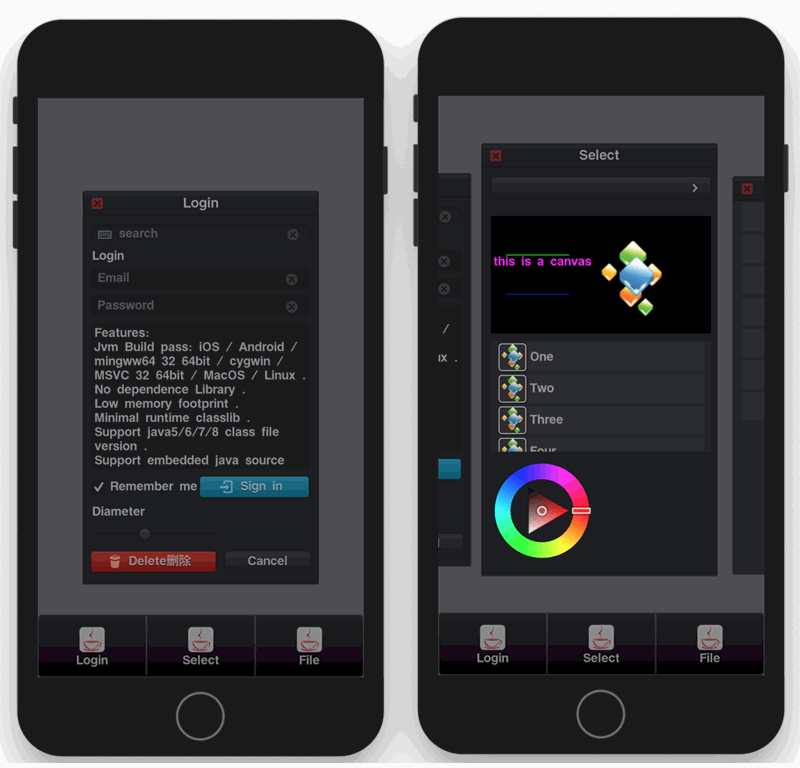 Login
search
Login
Email
Password
Features:
Jvm Build pass: iOS / Android /
mingww64 32 64bit / cygwin /
MSVC 32 64bit / MacOS / Linux .
No dependence Library .
Low memory footprint .
Minimal runtime classlib .
Support java5/6/7/8 class file
version .
Support embedded java source
Remember me
Sign in
Diameter
Delete删除
Cancel
Login
Select
File
Select
this is a canvas
/
ux .
One
Two
Three
Four
Login
Select
File